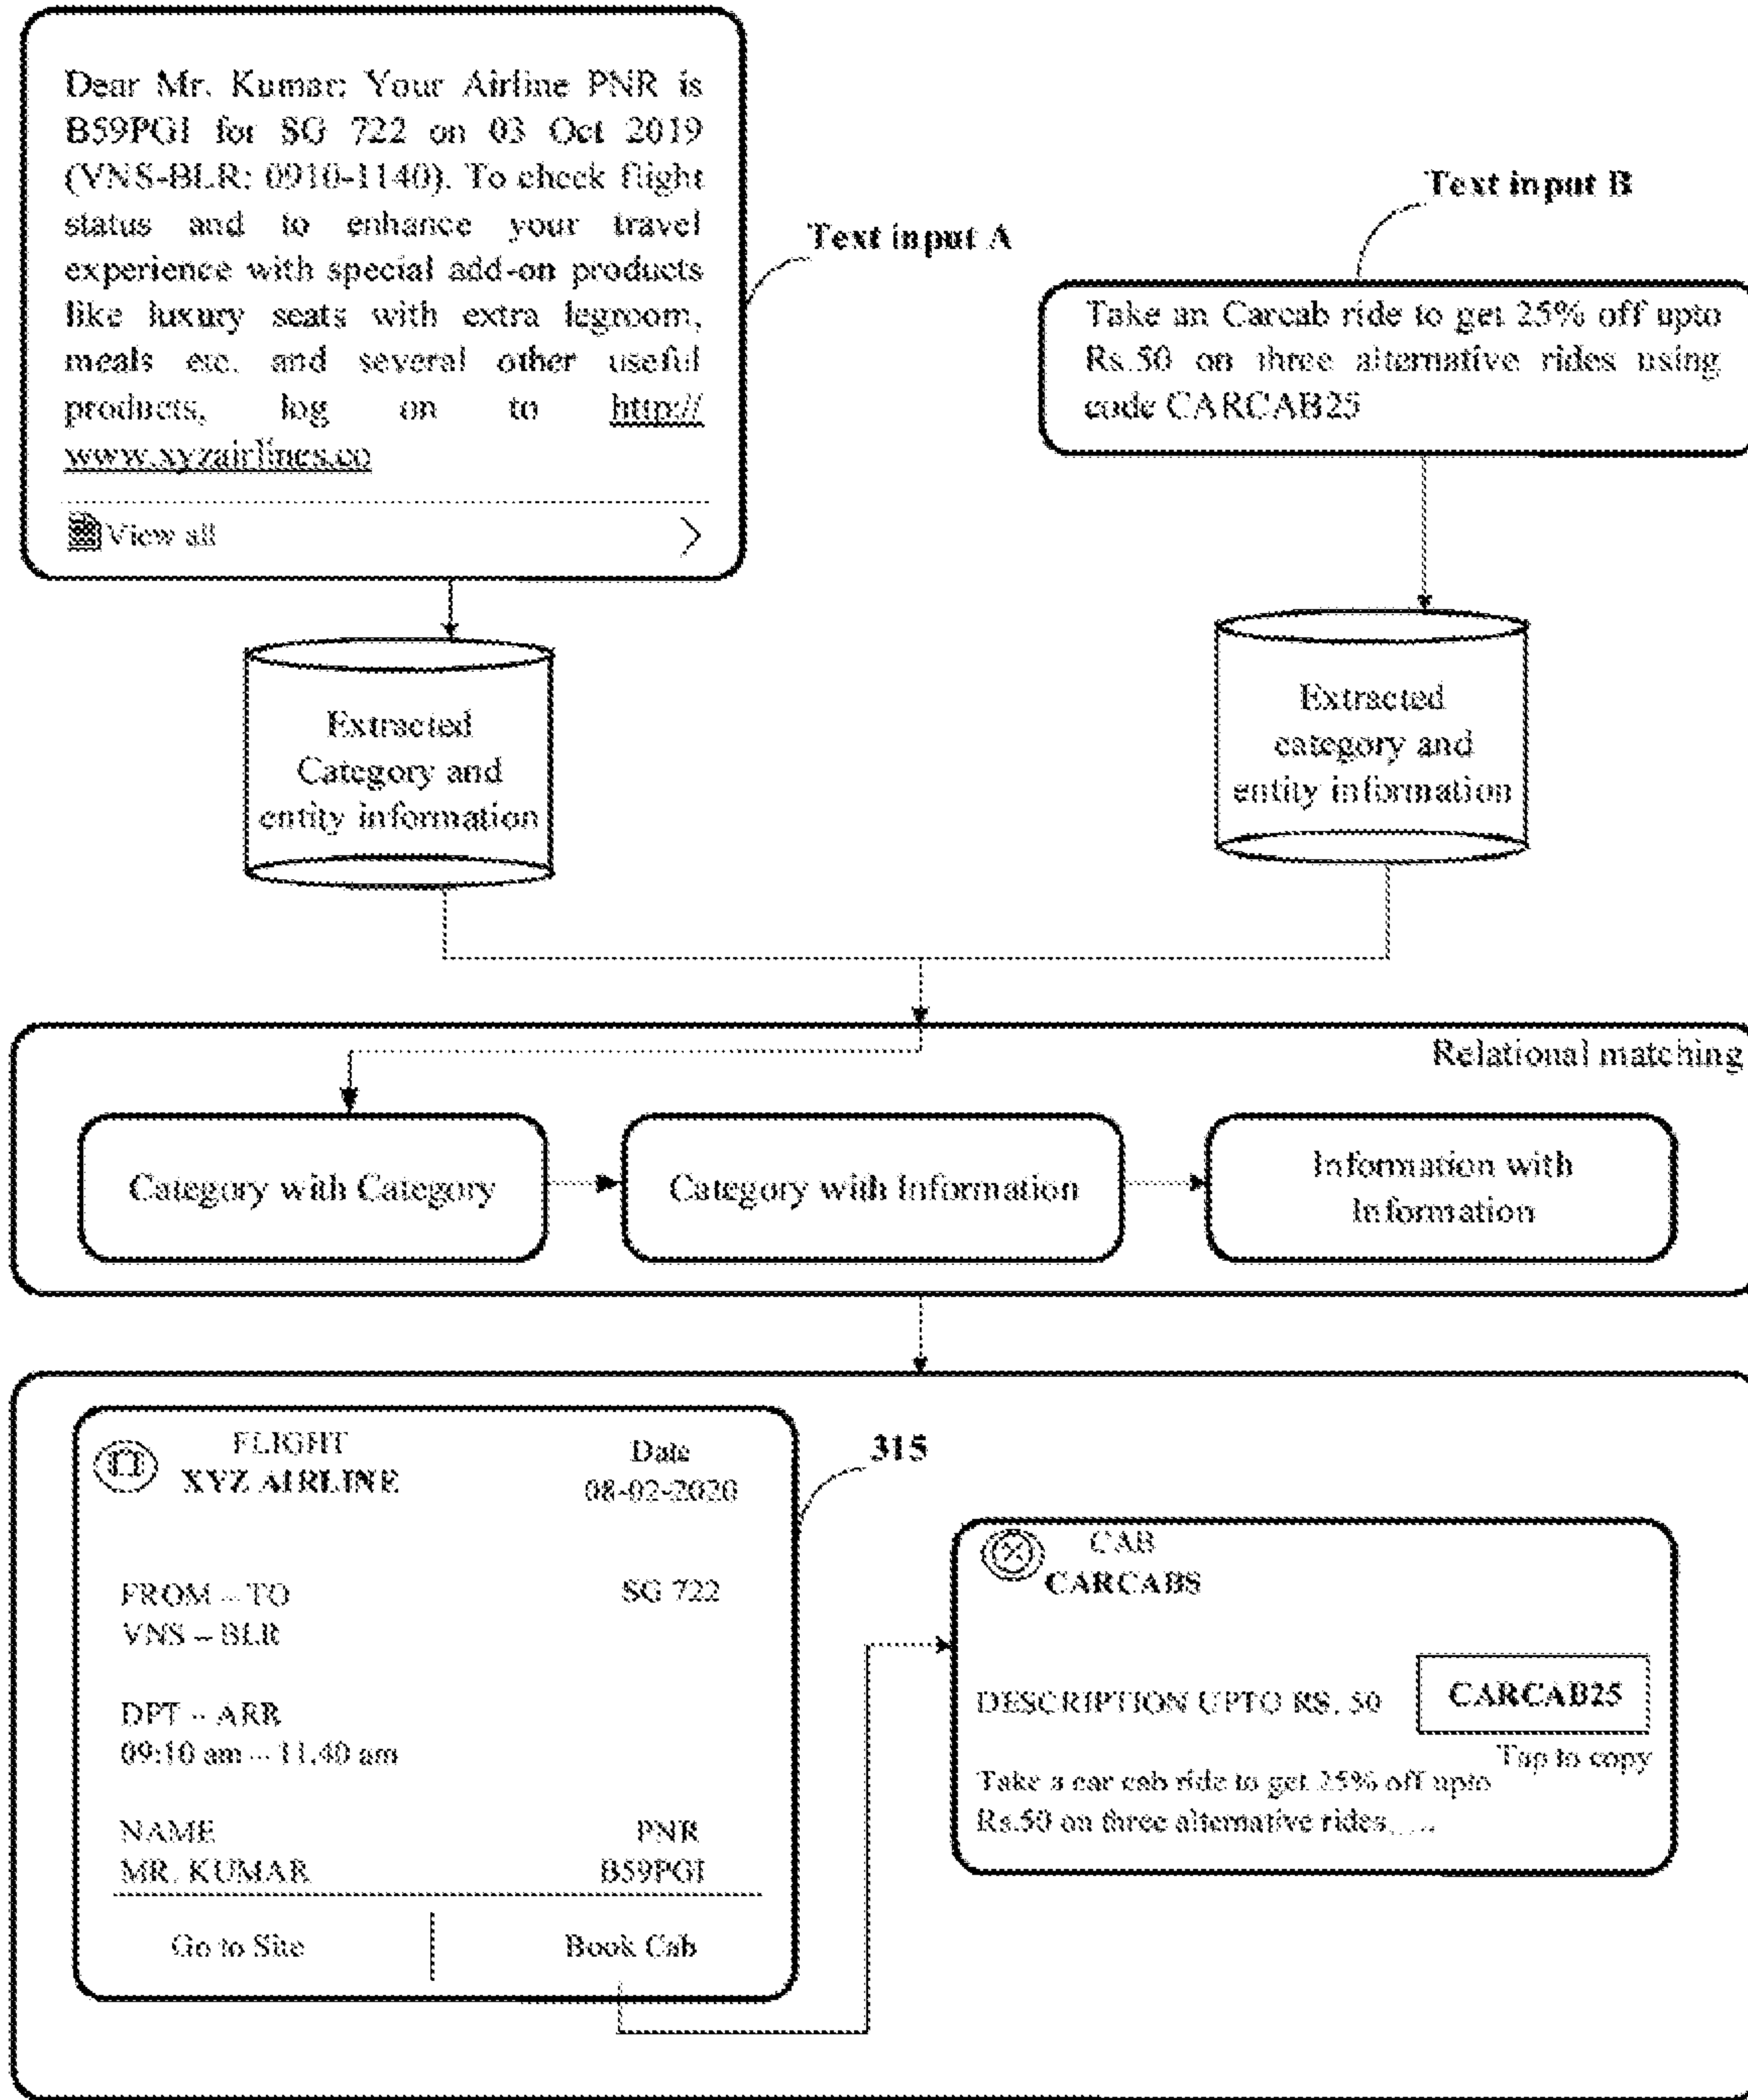 Dear Mr. Kumar: Your Airline PNR is
B59PGI for SG 722 on 03 Oct 2019
(VNS-BLR: 0910-1140). To check flight
status and to enhance your travel
experience with special add-on products
like luxury seats with extra legroom,
meals etc. and several other useful
products, log on to http://
www.xyzairlines.co
View all
Text input A
Text input B
Take an Carcab ride to get 25% off upto
Rs.50 on three alternative rides using
code CARCAB25
Extracted
Category and
entity information
Extracted
category and
entity information
Relational matching
Category with Category
Category with Information
Information with
Information
FLIGHT
XYZ AIRLINE
Date
08-02-2020
FROM -- TO
SG 722
VNS -- BLR
DPT -- ARR
09:10 am -- 11.40 am
NAME
PNR
MR. KUMAR
B59PGI
Go to Site
Book Cab
315
CAB
CARCABS
DESCRIPTION UPTO RS. 50
CARCAB25
Tap to copy
Take a car cab ride to get 25% off upto
Rs.50 on three alternative rides.....